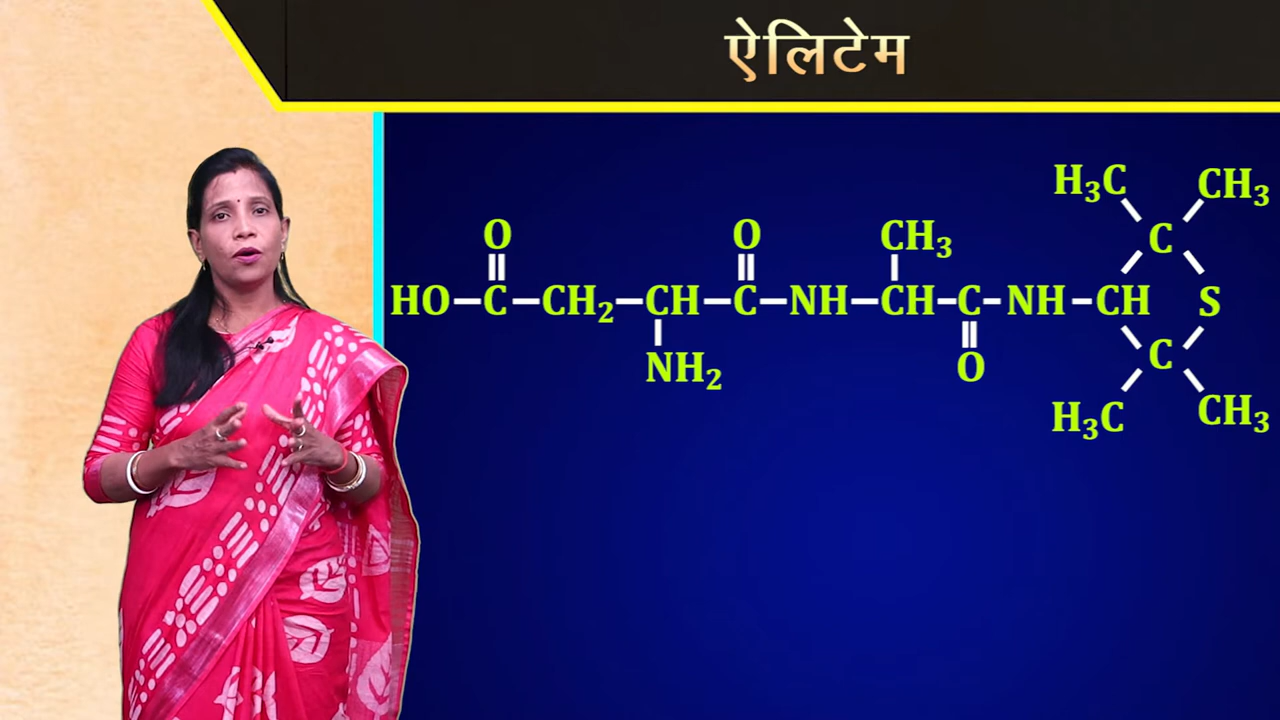 ऐलिटेम
H₃C CH₃
O O CH₃ C
HO—C—CH₂—CH—C—NH—CH—C—NH—CH S
NH₂ O C
H₃C CH₃